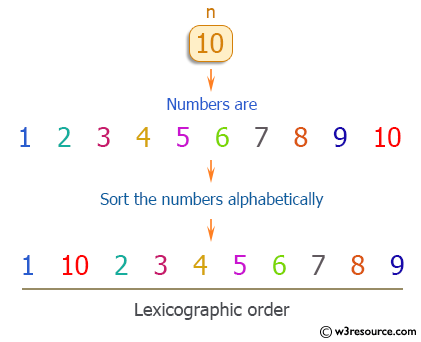 n
10
Numbers are
1 2 3 4 5 6 7 8 9 10
Sort the numbers alphabetically
1 10 2 3 4 5 6 7 8 9
Lexicographic order
© w3resource.com